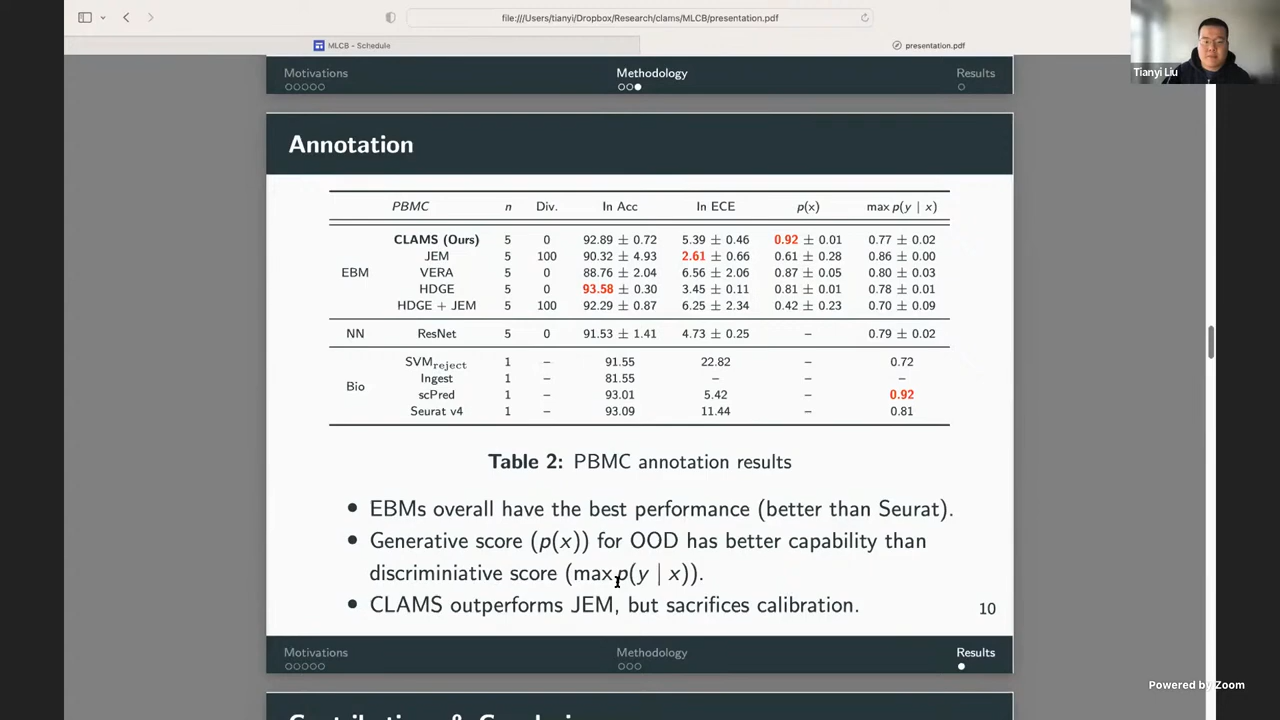 file:///Users/tianyi/Dropbox/Research/clams/MLCB/presentation.pdf
MLCB - Schedule
presentation.pdf
Tianyi Liu
Motivations Methodology Results
Annotation
PBMC n Div. In Acc In ECE p(x) max p(y | x)
CLAMS (Ours) 5 0 92.89 ± 0.72 5.39 ± 0.46 0.92 ± 0.01 0.77 ± 0.02
JEM 5 100 90.32 ± 4.93 2.61 ± 0.66 0.61 ± 0.28 0.86 ± 0.00
EBM VERA 5 0 88.76 ± 2.04 6.56 ± 2.06 0.87 ± 0.05 0.80 ± 0.03
HDGE 5 0 93.58 ± 0.30 3.45 ± 0.11 0.81 ± 0.01 0.78 ± 0.01
HDGE + JEM 5 100 92.29 ± 0.87 6.25 ± 2.34 0.42 ± 0.23 0.70 ± 0.09
NN ResNet 5 0 91.53 ± 1.41 4.73 ± 0.25 – 0.79 ± 0.02
SVMreject 1 – 91.55 22.82 – 0.72
Ingest 1 – 81.55 – – –
Bio scPred 1 – 93.01 5.42 – 0.92
Seurat v4 1 – 93.09 11.44 – 0.81
Table 2: PBMC annotation results
• EBMs overall have the best performance (better than Seurat).
• Generative score (p(x)) for OOD has better capability than
discriminiative score (max p(y | x)).
• CLAMS outperforms JEM, but sacrifices calibration.
10
Motivations Methodology Results
Powered by Zoom